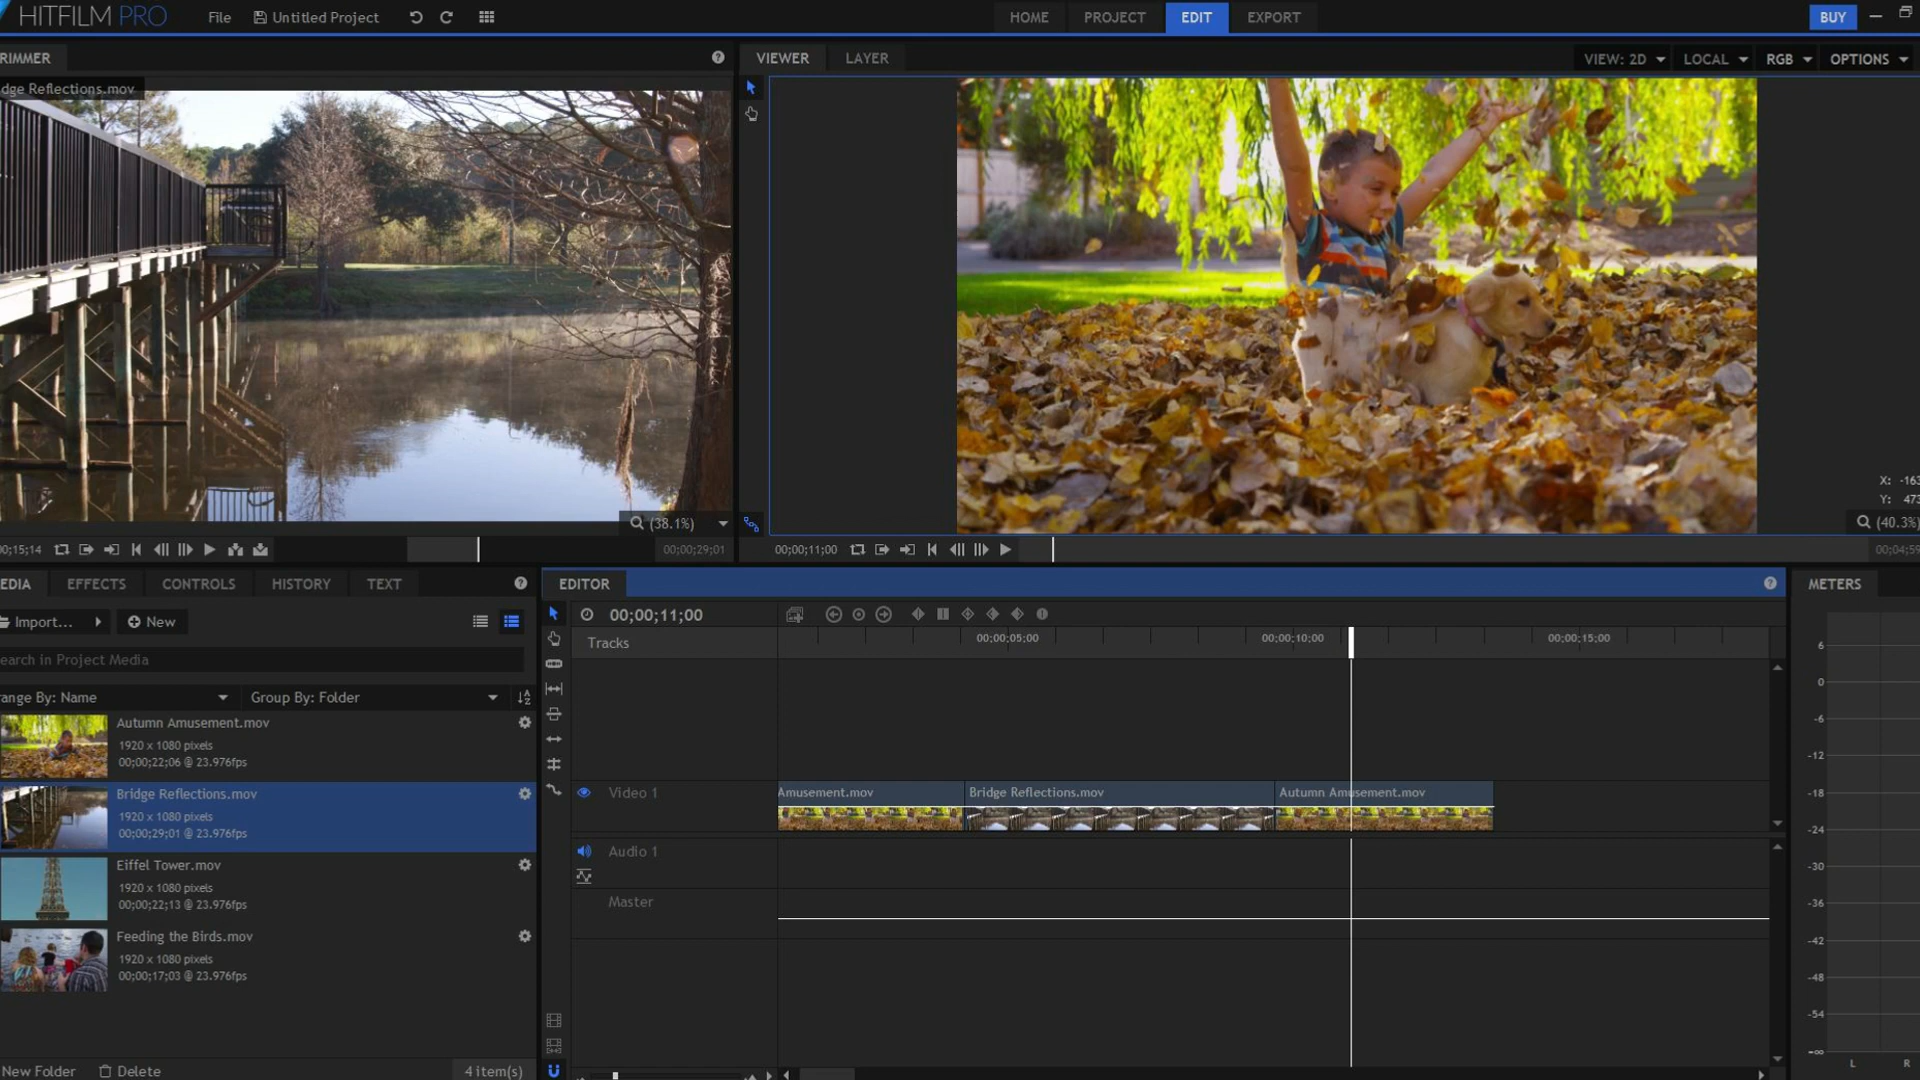 HITFILM PRO File Untitled Project HOME PROJECT EDIT EXPORT BUY
RIMMER VIEWER LAYER VIEW: 2D LOCAL RGB OPTIONS
dge Reflections.mov
X: -163
Y: 473
(38.1%) (40.3%)
00;15;14 00;00;29;01 00;00;11;00 00;04;59
EDIA EFFECTS CONTROLS HISTORY TEXT EDITOR METERS
Import... New 00;00;11;00
Tracks 00;00;05;00 00;00;10;00 00;00;15;00
earch in Project Media
ange By: Name Group By: Folder
Autumn Amusement.mov
1920 x 1080 pixels
00;00;22;06 @ 23.976fps
Bridge Reflections.mov
1920 x 1080 pixels
00;00;29;01 @ 23.976fps
Eiffel Tower.mov
1920 x 1080 pixels
00;00;22;13 @ 23.976fps
Feeding the Birds.mov
1920 x 1080 pixels
00;00;17;03 @ 23.976fps
New Folder Delete 4 item(s)
Video 1 Amusement.mov Bridge Reflections.mov Autumn Amusement.mov
Audio 1
Master
6
0
-6
-12
-18
-24
-30
-36
-42
-48
-54
-∞
L R